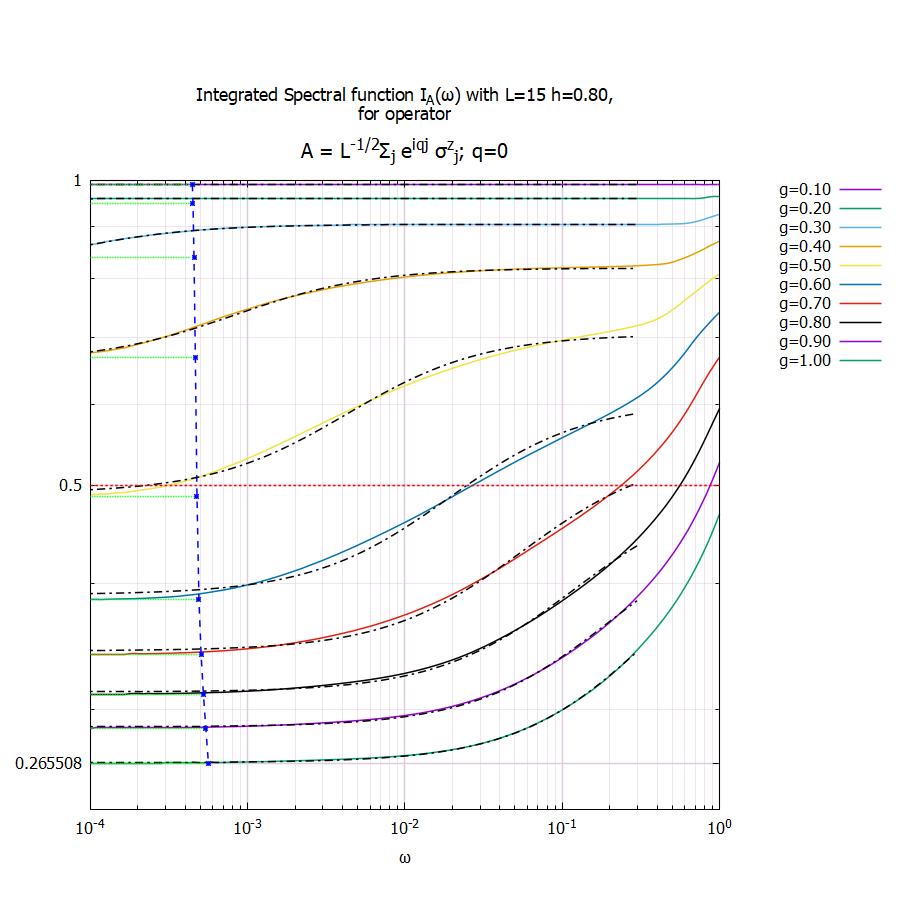 Integrated Spectral function I_A(ω) with L=15 h=0.80,
for operator
A = L^-1/2Σ_j e^iqj σ^z_j; q=0
1
0.5
0.265508
10^-4
10^-3
10^-2
10^-1
10^0
ω
g=0.10
g=0.20
g=0.30
g=0.40
g=0.50
g=0.60
g=0.70
g=0.80
g=0.90
g=1.00